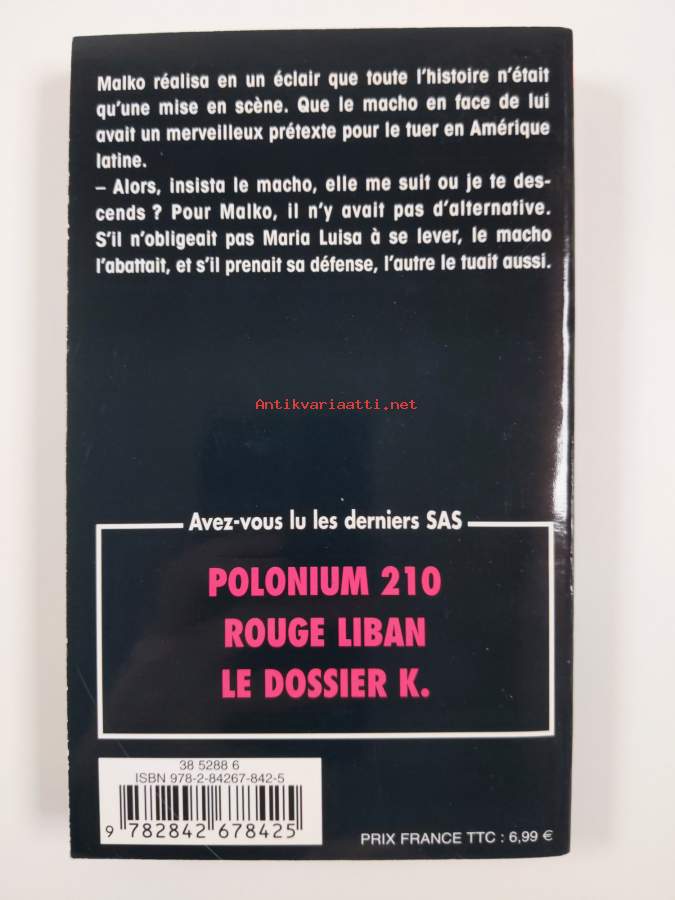 Malko réalisa en un éclair que toute l'histoire n'était
qu'une mise en scène. Que le macho en face de lui
avait un merveilleux prétexte pour le tuer en Amérique
latine.
– Alors, insista le macho, elle me suit ou je te des-
cends ? Pour Malko, il n'y avait pas d'alternative.
S'il n'obligeait pas Maria Luisa à se lever, le macho
l'abattait, et s'il prenait sa défense, l'autre le tuait aussi.
Antikvariaatti.net
Avez-vous lu les derniers SAS
POLONIUM 210
ROUGE LIBAN
LE DOSSIER K.
38 5288 6
ISBN 978-2-84267-842-5
9 782842 678425
PRIX FRANCE TTC : 6,99 €